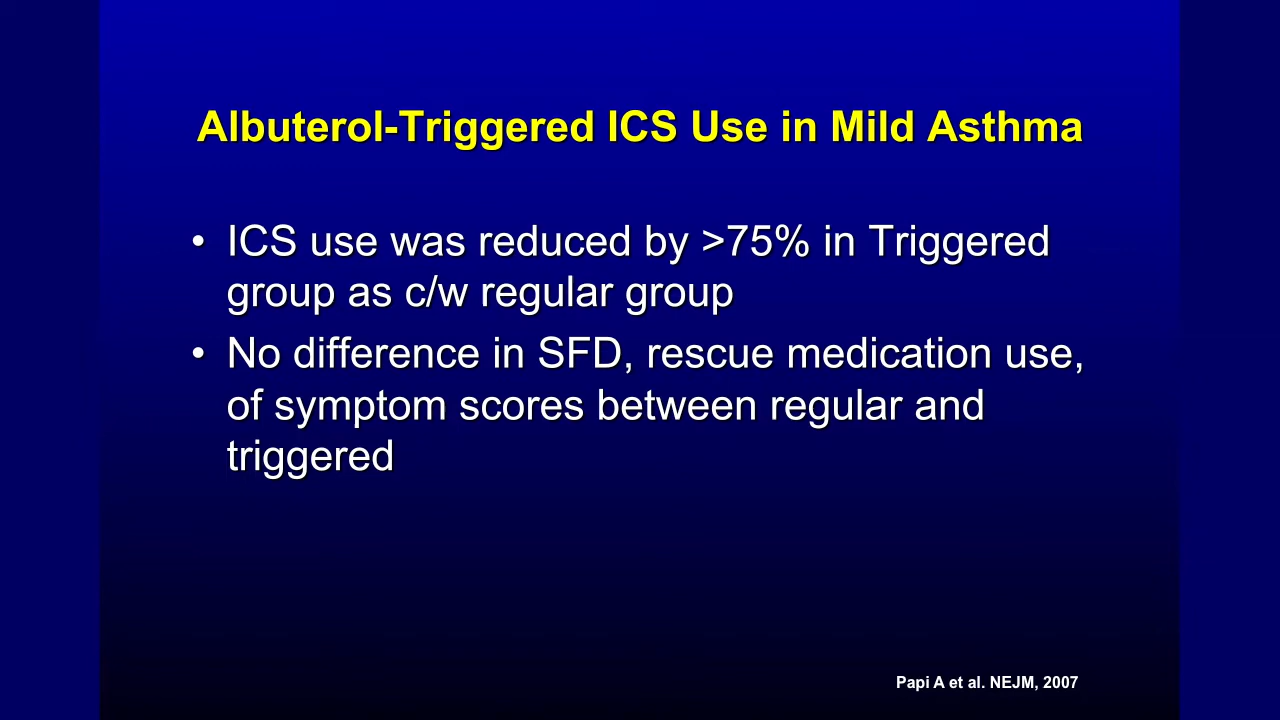 Albuterol-Triggered ICS Use in Mild Asthma
• ICS use was reduced by >75% in Triggered
group as c/w regular group
• No difference in SFD, rescue medication use,
of symptom scores between regular and
triggered
Papi A et al. NEJM, 2007